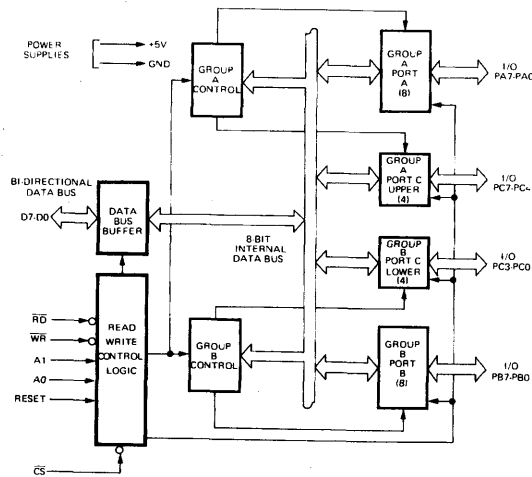 POWER
SUPPLIES
+5V
GND
GROUP
A
CONTROL
GROUP
A
PORT
A
(8)
I/O
PA7-PA0
GROUP
A
PORT C
UPPER
(4)
I/O
PC7-PC4
BI-DIRECTIONAL
DATA BUS
D7-D0
DATA
BUS
BUFFER
8-BIT
INTERNAL
DATA BUS
GROUP
B
PORT C
LOWER
(4)
I/O
PC3-PC0
RD
WR
A1
A0
RESET
CS
READ
WRITE
CONTROL
LOGIC
GROUP
B
CONTROL
GROUP
B
PORT
B
(8)
I/O
PB7-PB0